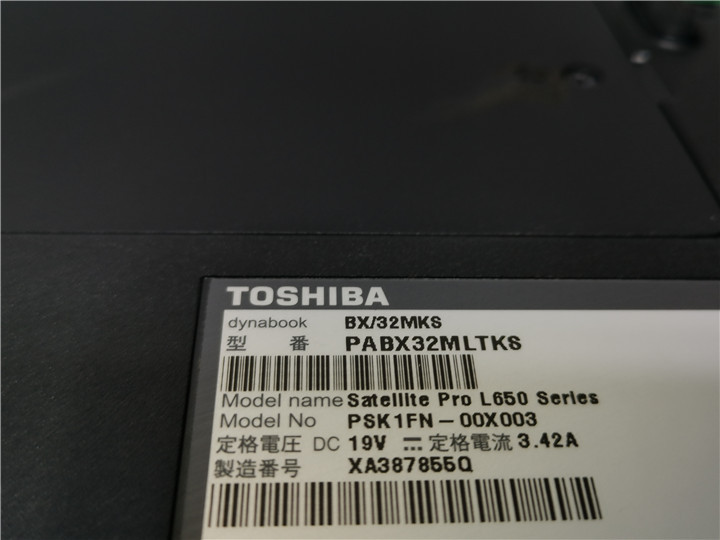 TOSHIBA
dynabook BX/32MKS
型 番 PABX32MLTKS
Model name Satellite Pro L650 Series
Model No PSK1FN-00X003
定格電圧 DC 19V ⎓ 定格電流 3.42A
製造番号 XA387855Q